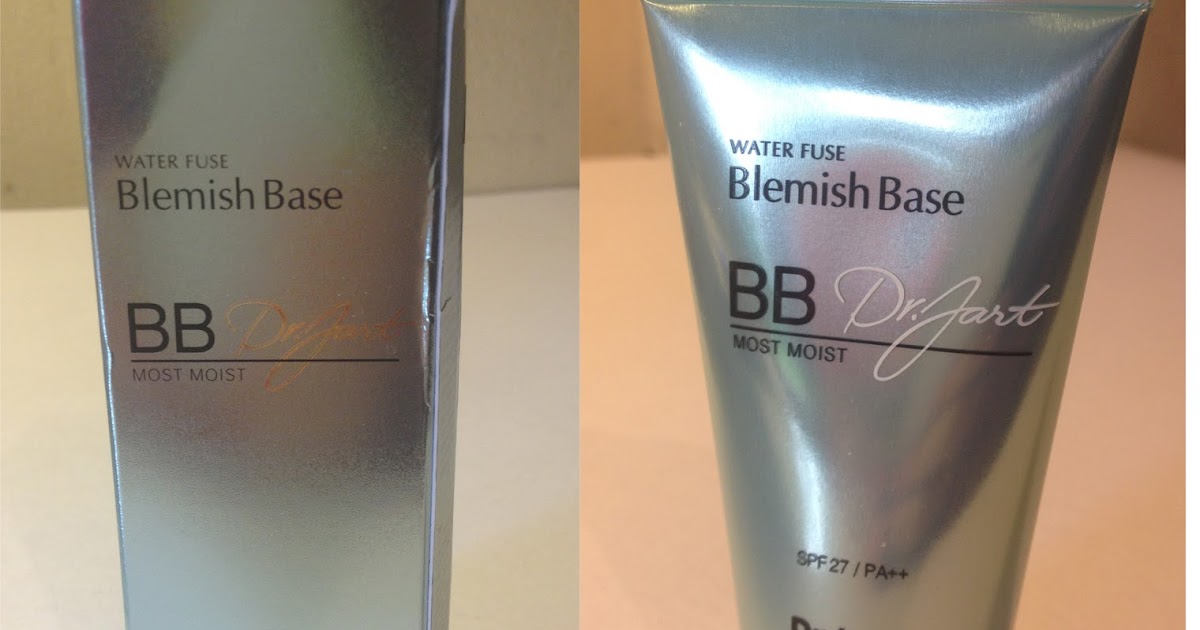 WATER FUSE
Blemish Base
BB Dr.Jart
MOST MOIST
WATER FUSE
Blemish Base
BB Dr.Jart
MOST MOIST
SPF 27 / PA++